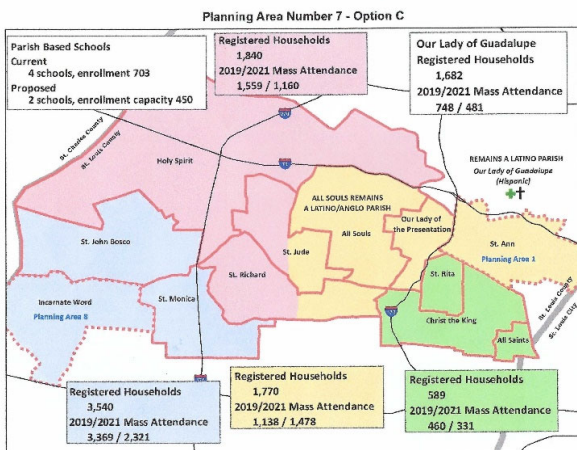 Planning Area Number 7 - Option C
Parish Based Schools
Current
4 schools, enrollment 703
Proposed
2 schools, enrollment capacity 450
Registered Households
1,840
2019/2021 Mass Attendance
1,559 / 1,160
Our Lady of Guadalupe
Registered Households
1,682
2019/2021 Mass Attendance
748 / 481
St. Charles County
St. Louis County
Holy Spirit
REMAINS A LATINO PARISH
Our Lady of Guadalupe
(Hispanic)
ALL SOULS REMAINS
A LATINO/ANGLO PARISH
All Souls
Our Lady of
the Presentation
St. Ann
Planning Area 1
St. John Bosco
St. Jude
St. Richard
St. Rita
Incarnate Word
Planning Area 8
St. Monica
Christ the King
All Saints
St. Louis County
St. Louis City
Registered Households
3,540
2019/2021 Mass Attendance
3,369 / 2,321
Registered Households
1,770
2019/2021 Mass Attendance
1,138 / 1,478
Registered Households
589
2019/2021 Mass Attendance
460 / 331